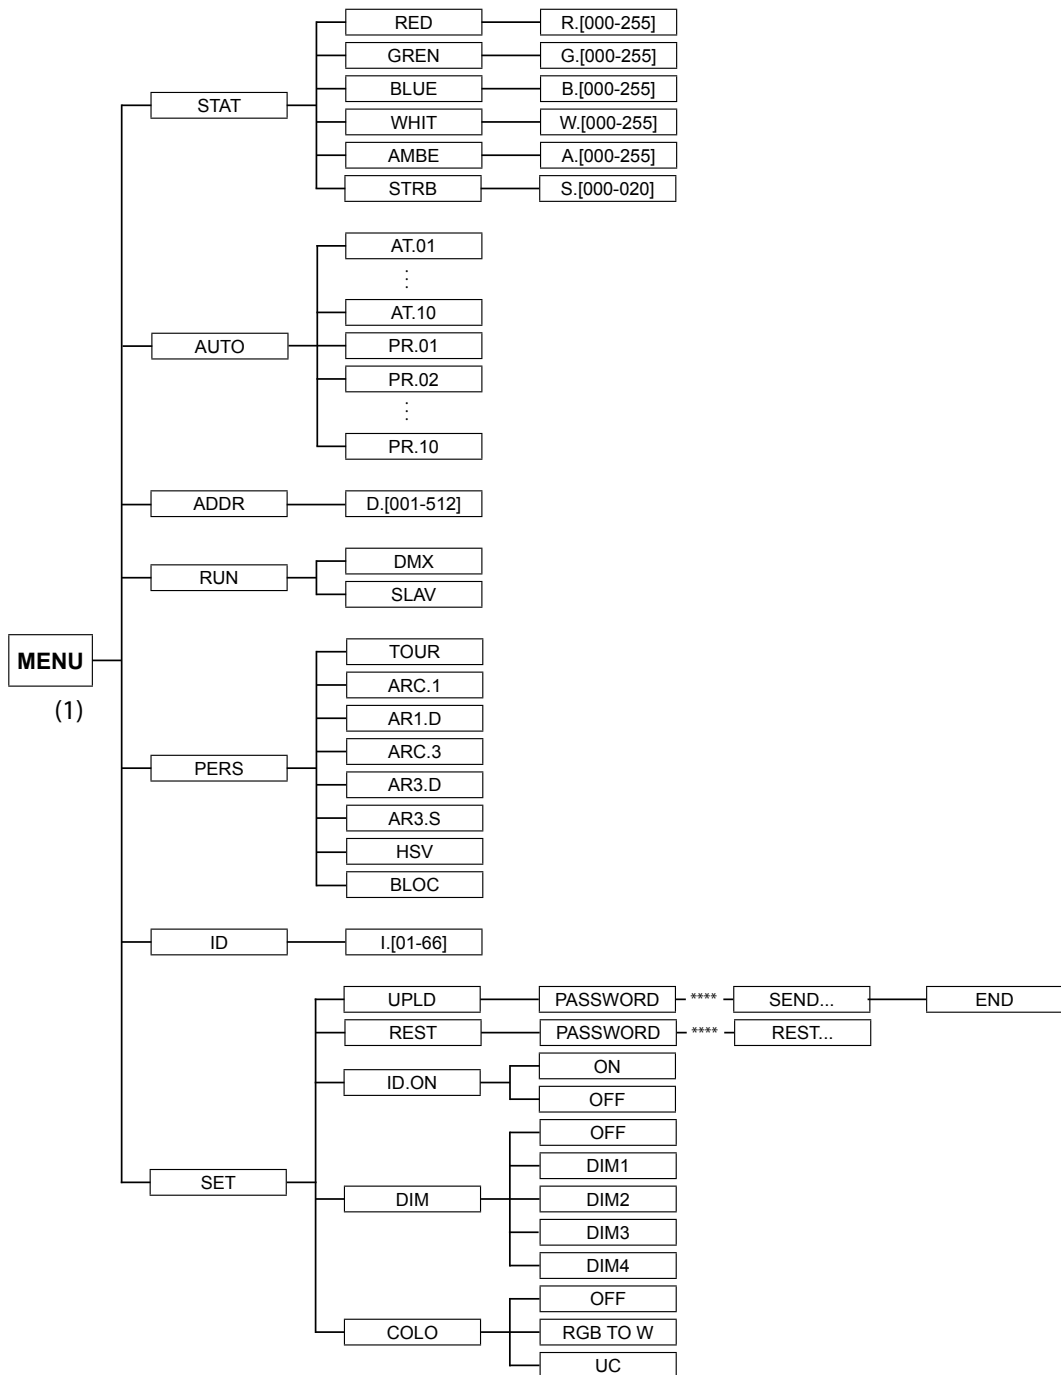 RED R.[000-255]
GREN G.[000-255]
BLUE B.[000-255]
STAT
WHIT W.[000-255]
AMBE A.[000-255]
STRB S.[000-020]
AT.01
⋮
AT.10
AUTO PR.01
PR.02
⋮
PR.10
ADDR D.[001-512]
DMX
RUN
SLAV
MENU
(1)
TOUR
ARC.1
AR1.D
ARC.3
PERS
AR3.D
AR3.S
HSV
BLOC
ID I.[01-66]
UPLD PASSWORD **** SEND... END
REST PASSWORD **** REST...
ID.ON
ON
OFF
SET
DIM
OFF
DIM1
DIM2
DIM3
DIM4
COLO
OFF
RGB TO W
UC